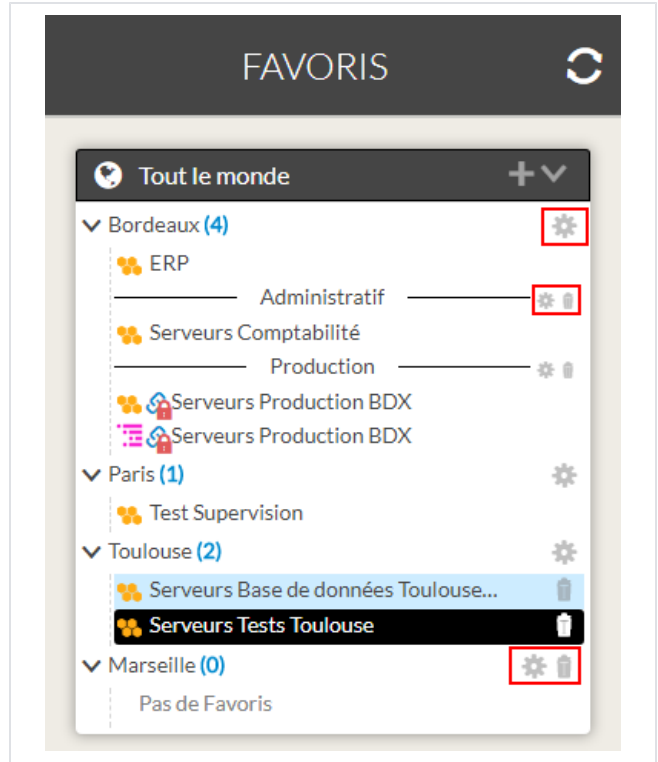 FAVORIS
Tout le monde
Bordeaux (4)
ERP
Administratif
Serveurs Comptabilité
Production
Serveurs Production BDX
Serveurs Production BDX
Paris (1)
Test Supervision
Toulouse (2)
Serveurs Base de données Toulouse...
Serveurs Tests Toulouse
Marseille (0)
Pas de Favoris